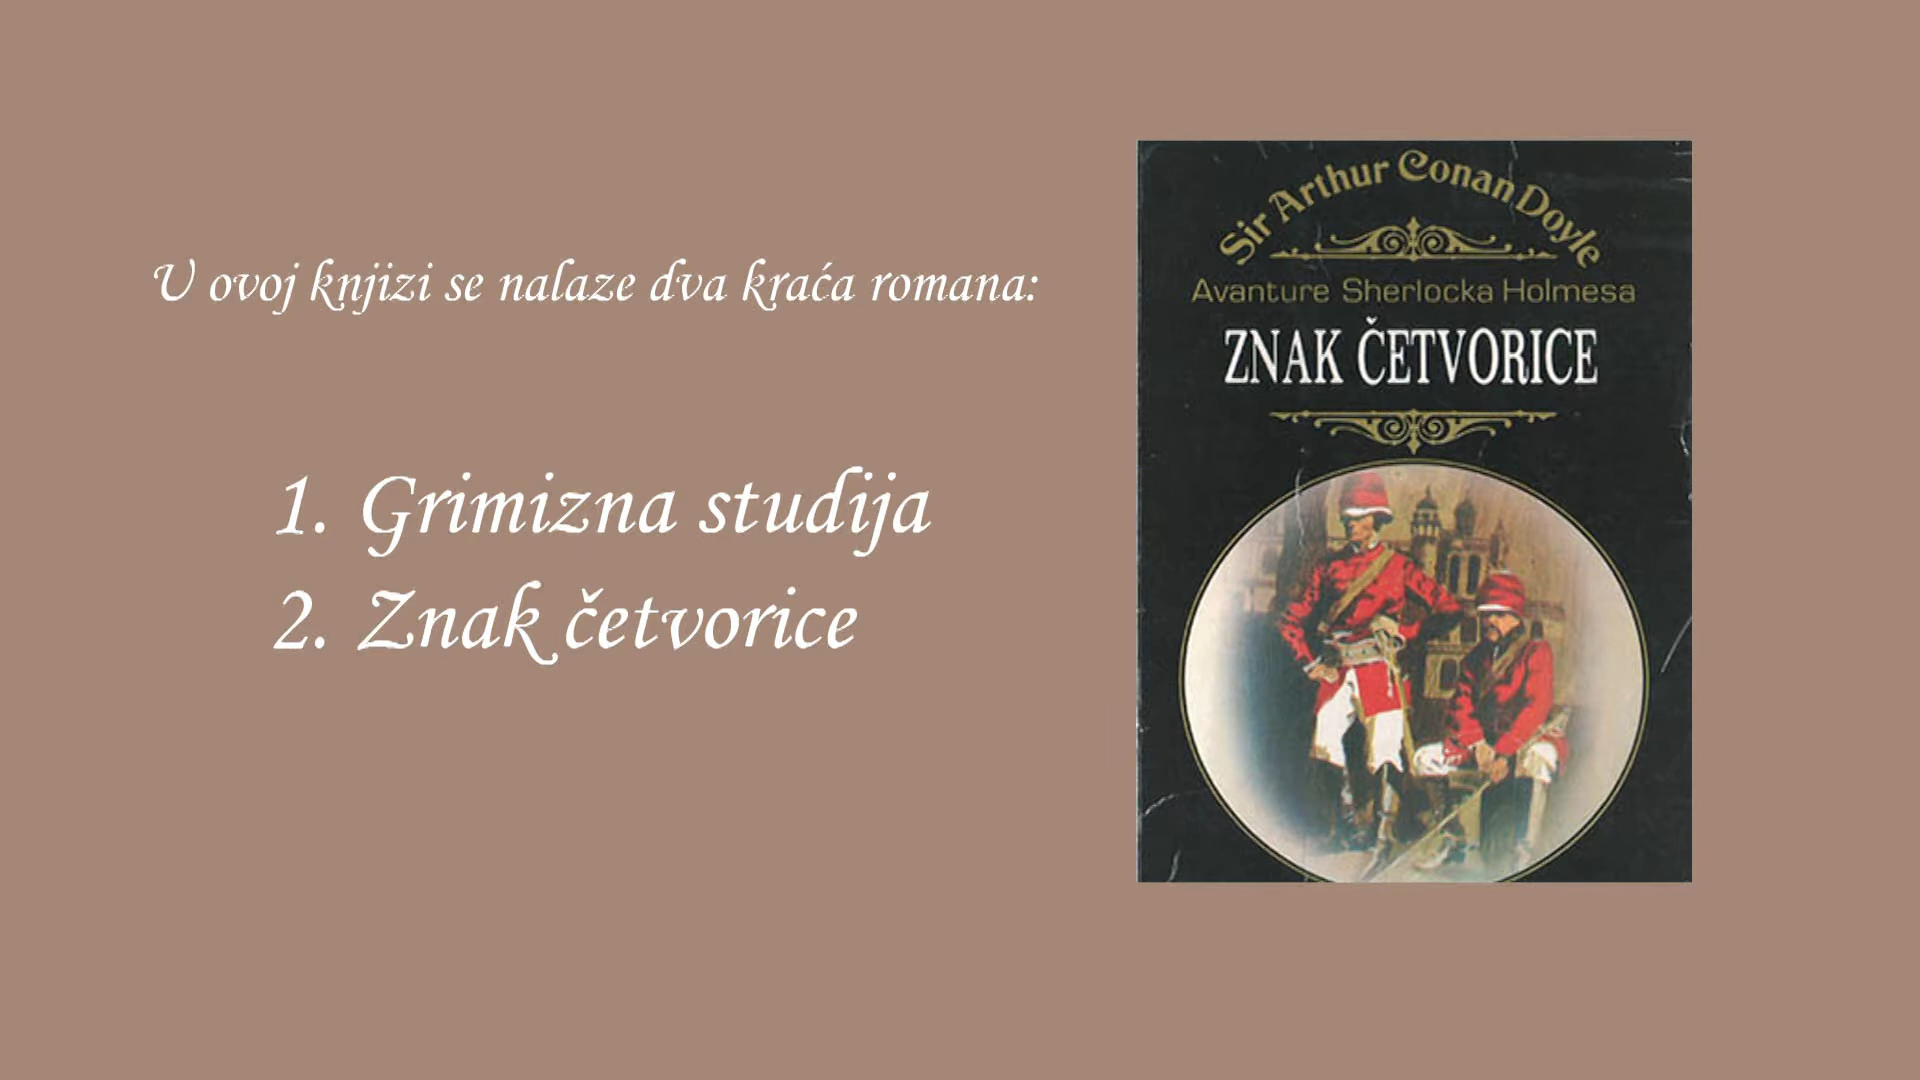 U ovoj knjizi se nalaze dva kraća romana:
1. Grimizna studija
2. Znak četvorice
Sir Arthur Conan Doyle
Avanture Sherlocka Holmesa
ZNAK ČETVORICE